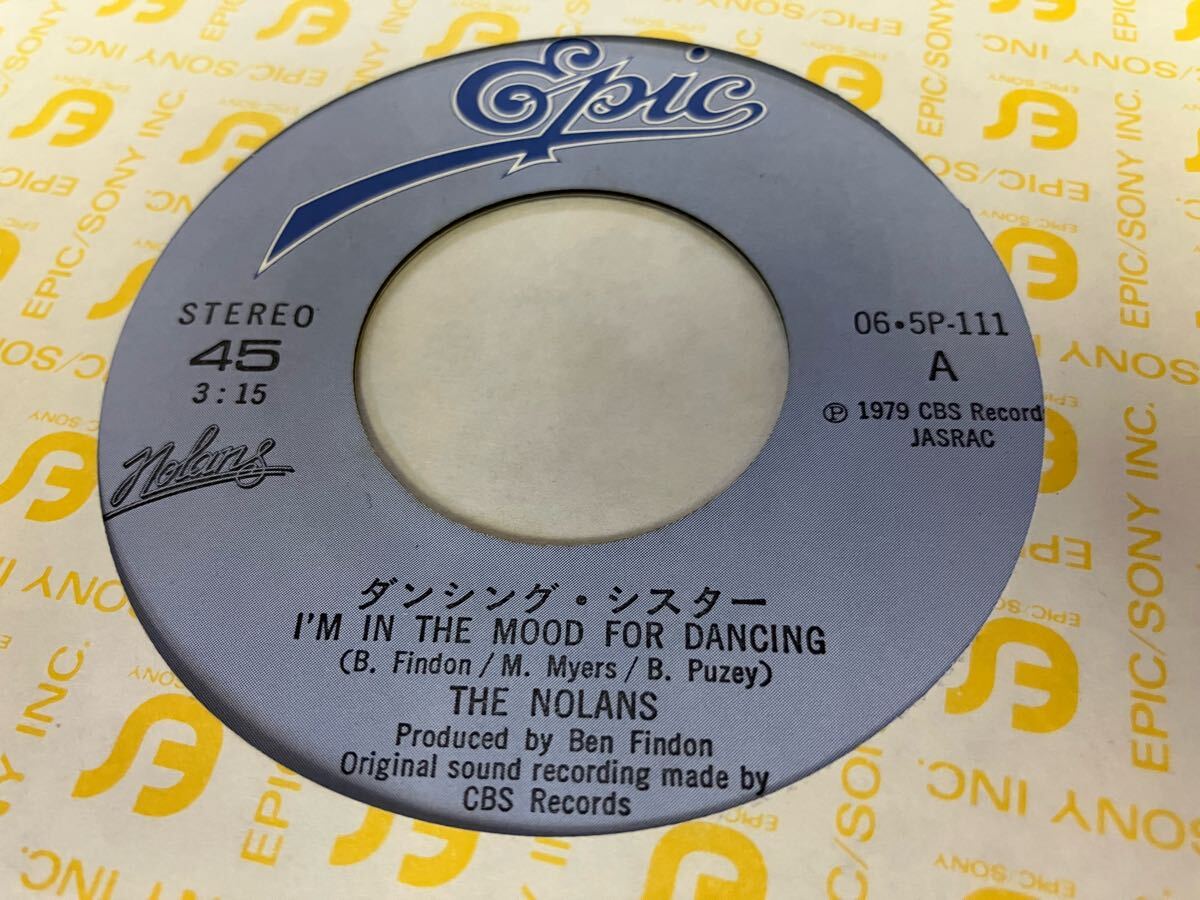 Epic
STEREO
45
3:15
Nolans
06•5P-111
A
Ⓟ 1979 CBS Record
JASRAC
ダンシング・シスター
I'M IN THE MOOD FOR DANCING
(B. Findon / M. Myers / B. Puzey)
THE NOLANS
Produced by Ben Findon
Original sound recording made by
CBS Records
EPIC/SONY INC.